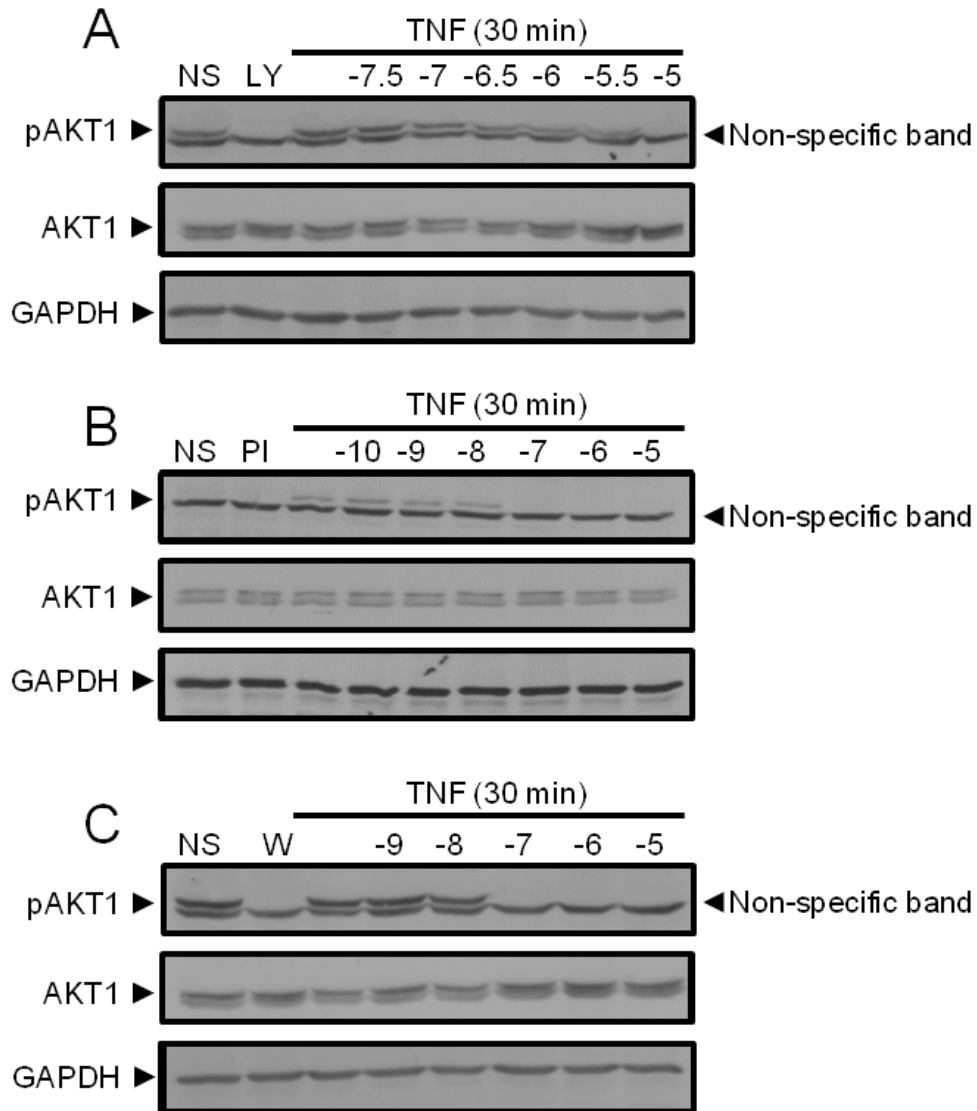 A
TNF (30 min)
NS LY -7.5 -7 -6.5 -6 -5.5 -5
pAKT1 ► ◄Non-specific band
AKT1 ►
GAPDH ►
TNF (30 min)
B
NS PI -10 -9 -8 -7 -6 -5
pAKT1 ►
◄Non-specific band
AKT1 ►
GAPDH ►
TNF (30 min)
C
NS W -9 -8 -7 -6 -5
pAKT1 ► ◄Non-specific band
AKT1 ►
GAPDH ►